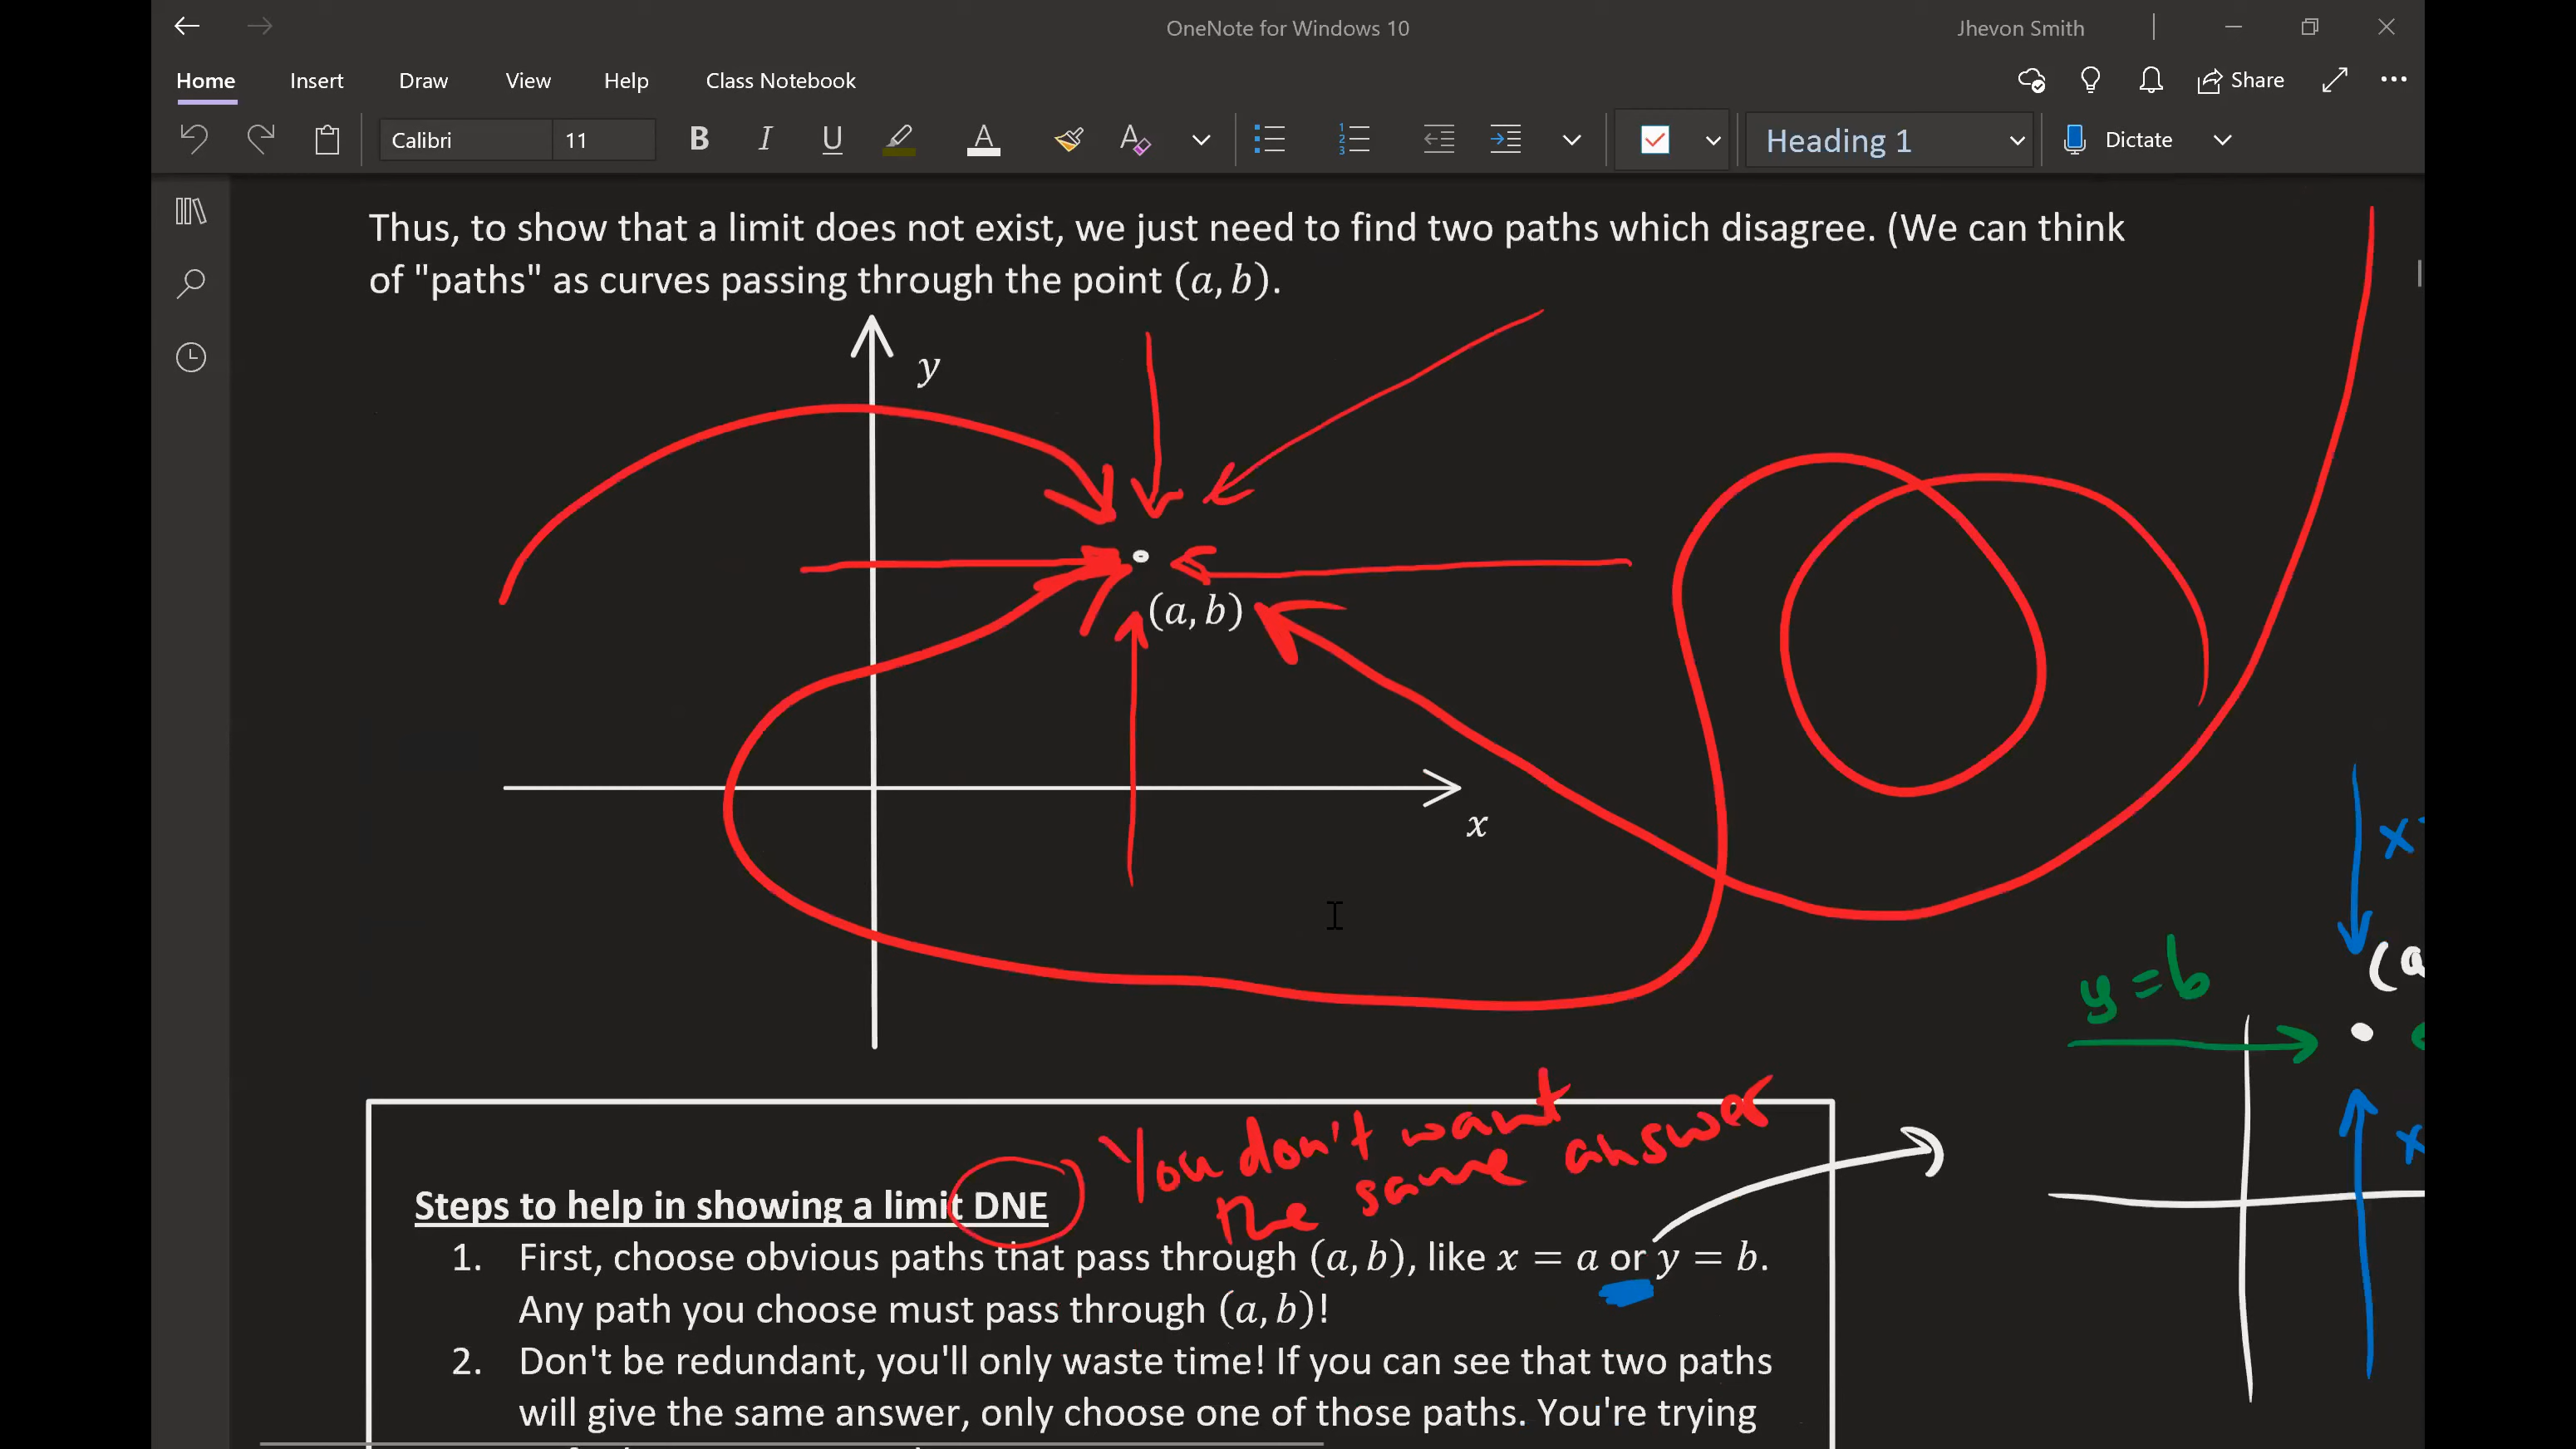 OneNote for Windows 10
Jhevon Smith
Home Insert Draw View Help Class Notebook
Share
Calibri 11 B I U A A Heading 1 Dictate
Thus, to show that a limit does not exist, we just need to find two paths which disagree. (We can think
of "paths" as curves passing through the point (a, b).
y
(a, b)
x
x
(a
y=b
x
You don't want
the same answer
Steps to help in showing a limit DNE
1. First, choose obvious paths that pass through (a, b), like x = a or y = b.
Any path you choose must pass through (a, b)!
2. Don't be redundant, you'll only waste time! If you can see that two paths
will give the same answer, only choose one of those paths. You're trying